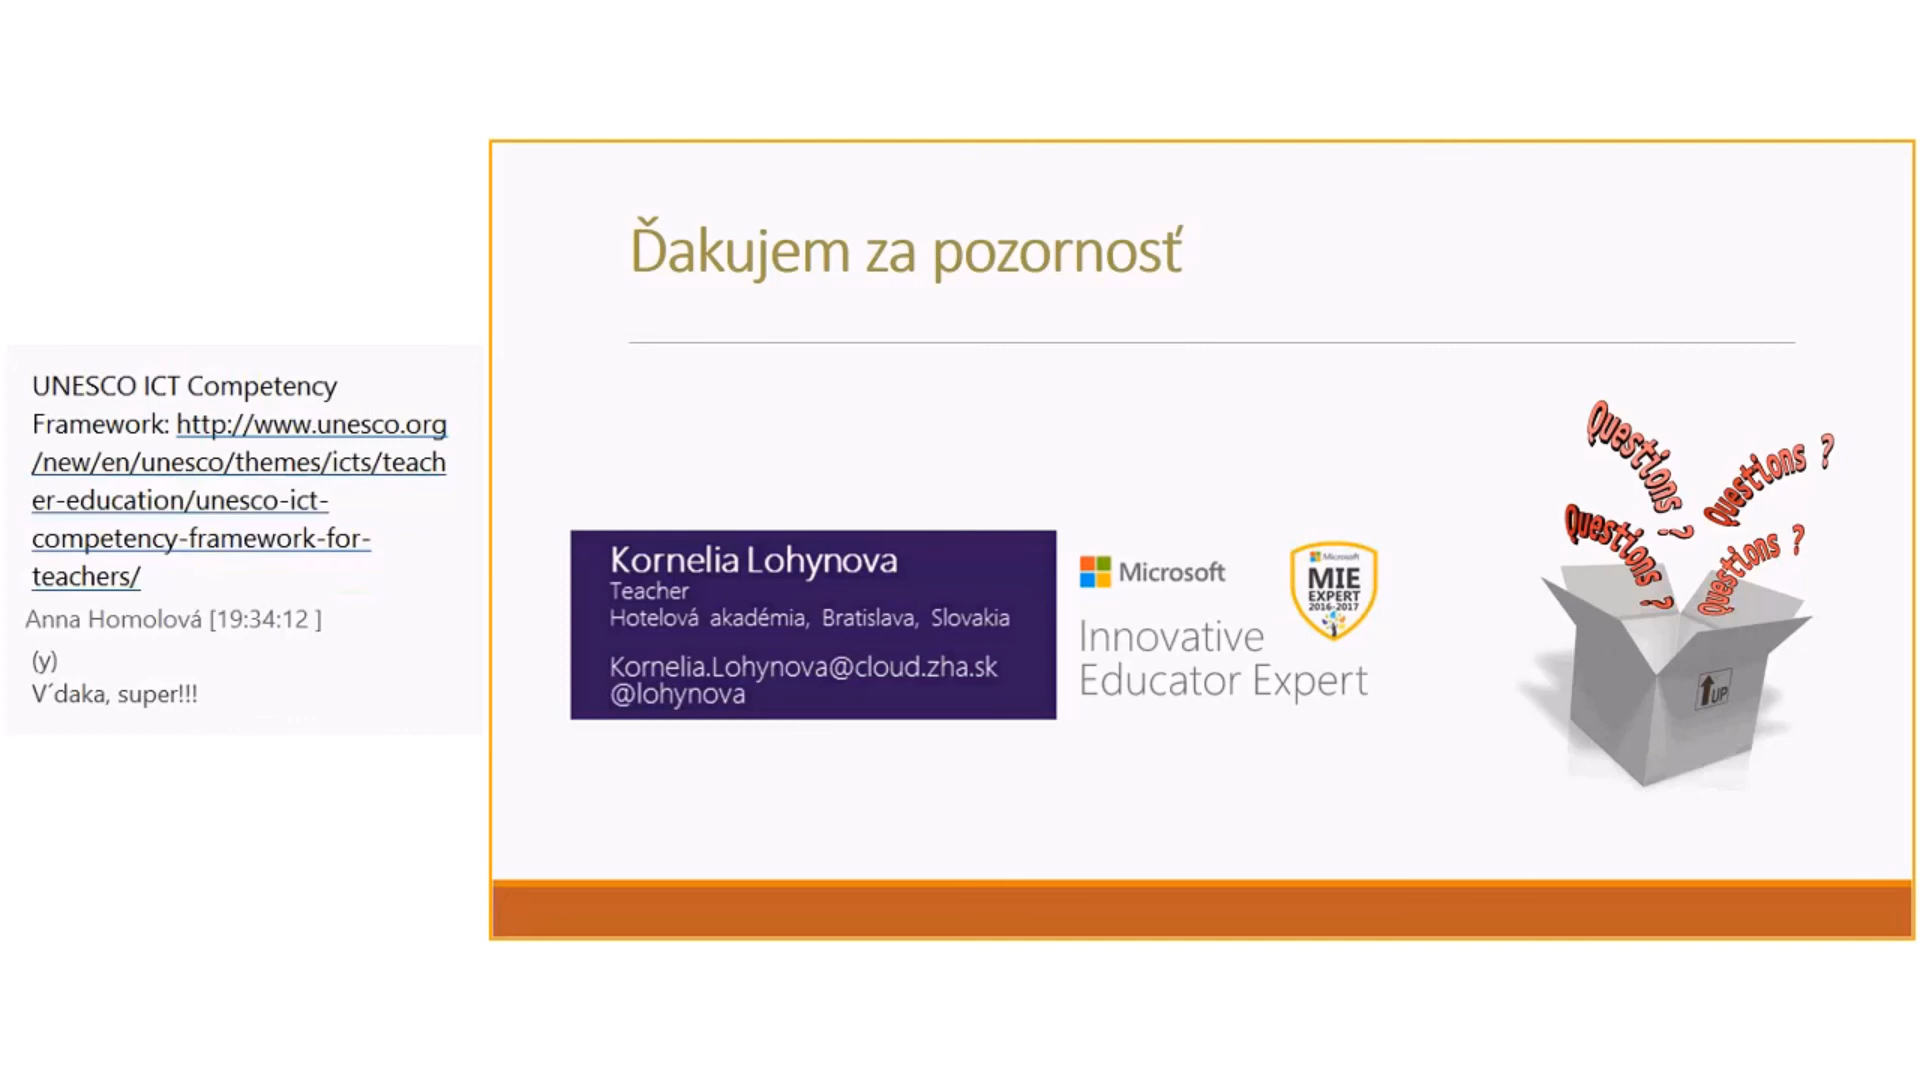 UNESCO ICT Competency
Framework: http://www.unesco.org
/new/en/unesco/themes/icts/teach
er-education/unesco-ict-
competency-framework-for-
teachers/
Anna Homolová [19:34:12 ]
(y)
V´daka, super!!!
Ďakujem za pozornosť
Kornelia Lohynova
Teacher
Hotelová akadémia, Bratislava, Slovakia
Kornelia.Lohynova@cloud.zha.sk
@lohynova
Microsoft
Innovative
Educator Expert
Microsoft
MIE
EXPERT
2016-2017
Questions ?
Questions ?
Questions ?
Questions ?
UP